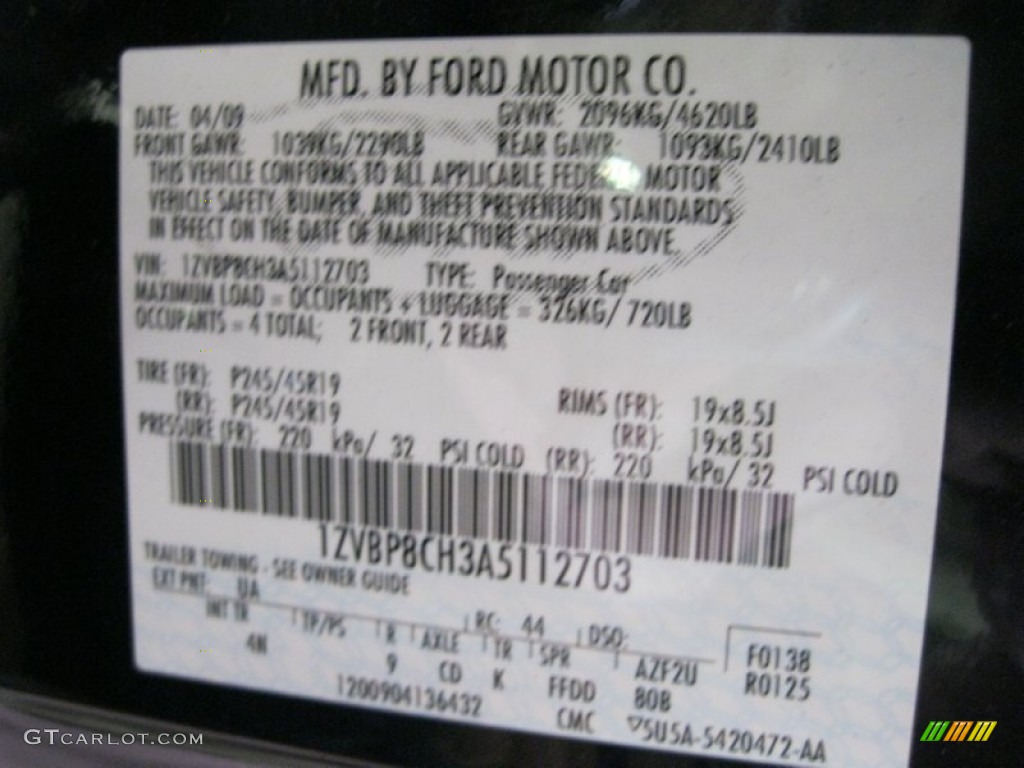 MFD. BY FORD MOTOR CO.
DATE: 04/09 GVWR: 2096KG/4620LB
FRONT GAWR: 1039KG/2290LB REAR GAWR: 1093KG/2410LB
THIS VEHICLE CONFORMS TO ALL APPLICABLE FEDERAL MOTOR
VEHICLE SAFETY, BUMPER, AND THEFT PREVENTION STANDARDS
IN EFFECT ON THE DATE OF MANUFACTURE SHOWN ABOVE.
VIN: 1ZVBP8CH3A5112703 TYPE: Passenger Car
MAXIMUM LOAD = OCCUPANTS + LUGGAGE = 326KG/ 720LB
OCCUPANTS = 4 TOTAL; 2 FRONT, 2 REAR
TIRE (FR): P245/45R19 RIMS (FR): 19x8.5J
(RR): P245/45R19 (RR): 19x8.5J
PRESSURE (FR): 220 kPa/ 32 PSI COLD (RR): 220 kPa/ 32 PSI COLD
1ZVBP8CH3A5112703
TRAILER TOWING - SEE OWNER GUIDE
EXT PNT: UA RC: 44 DSO: F0138
INT TR TP/PS R AXLE TR SPR AZF2U R0125
4N 9 CD K FFDD 80B
1200904136432 CMC 5U5A-5420472-AA
GTCARLOT.COM